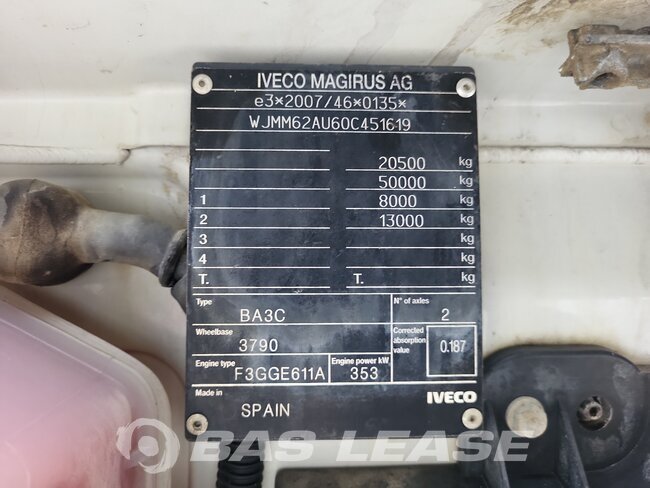 IVECO MAGIRUS AG
e3*2007/46*0135*
WJMM62AU60C451619
20500 kg
50000 kg
1 8000 kg
2 13000 kg
3 kg
4 kg
T. T. kg
Type BA3C N° of axles 2
Wheelbase 3790 Corrected absorption value 0.187
Engine type F3GGE611A Engine power kW 353
Made in SPAIN IVECO
BAS LEASE